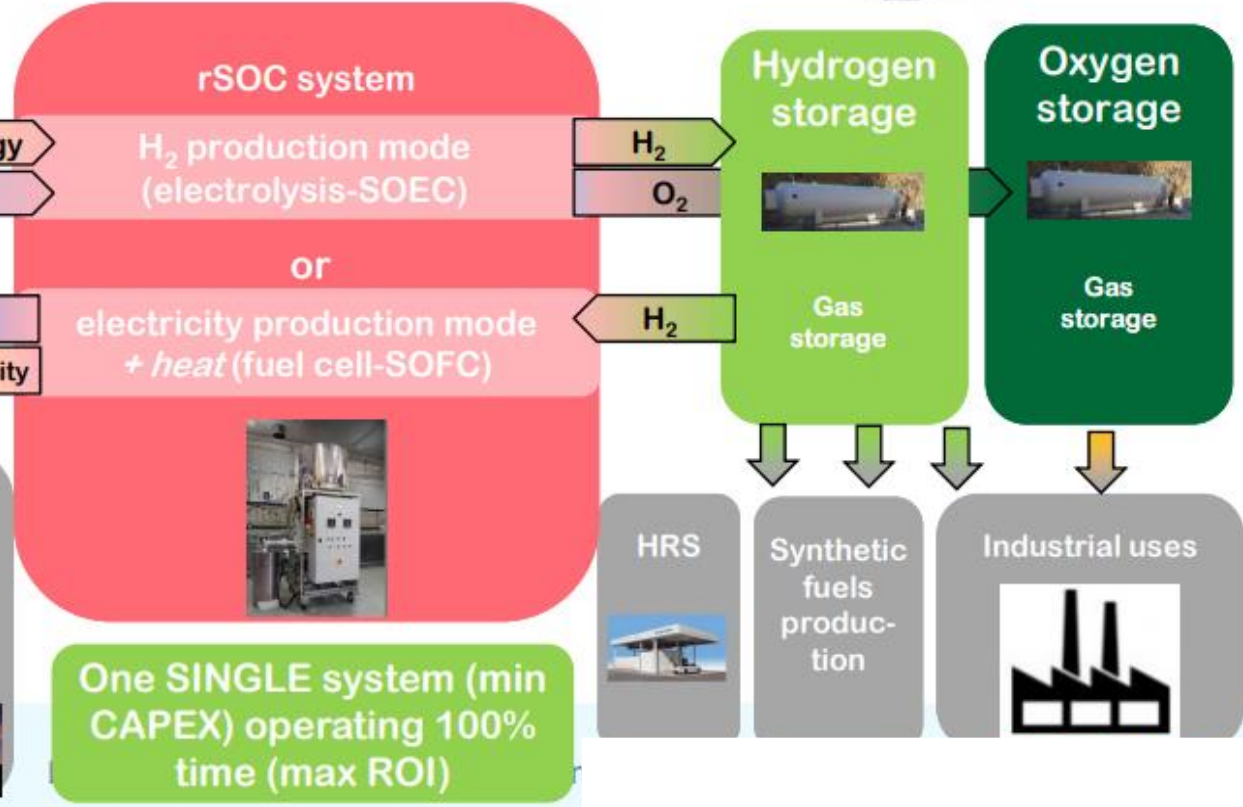 rSOC system
H₂ production mode
(electrolysis-SOEC)
or
electricity production mode
+ heat (fuel cell-SOFC)
H₂
O₂
H₂
Hydrogen
storage
Gas
storage
Oxygen
storage
Gas
storage
HRS
Synthetic
fuels
produc-
tion
Industrial uses
One SINGLE system (min
CAPEX) operating 100%
time (max ROI)